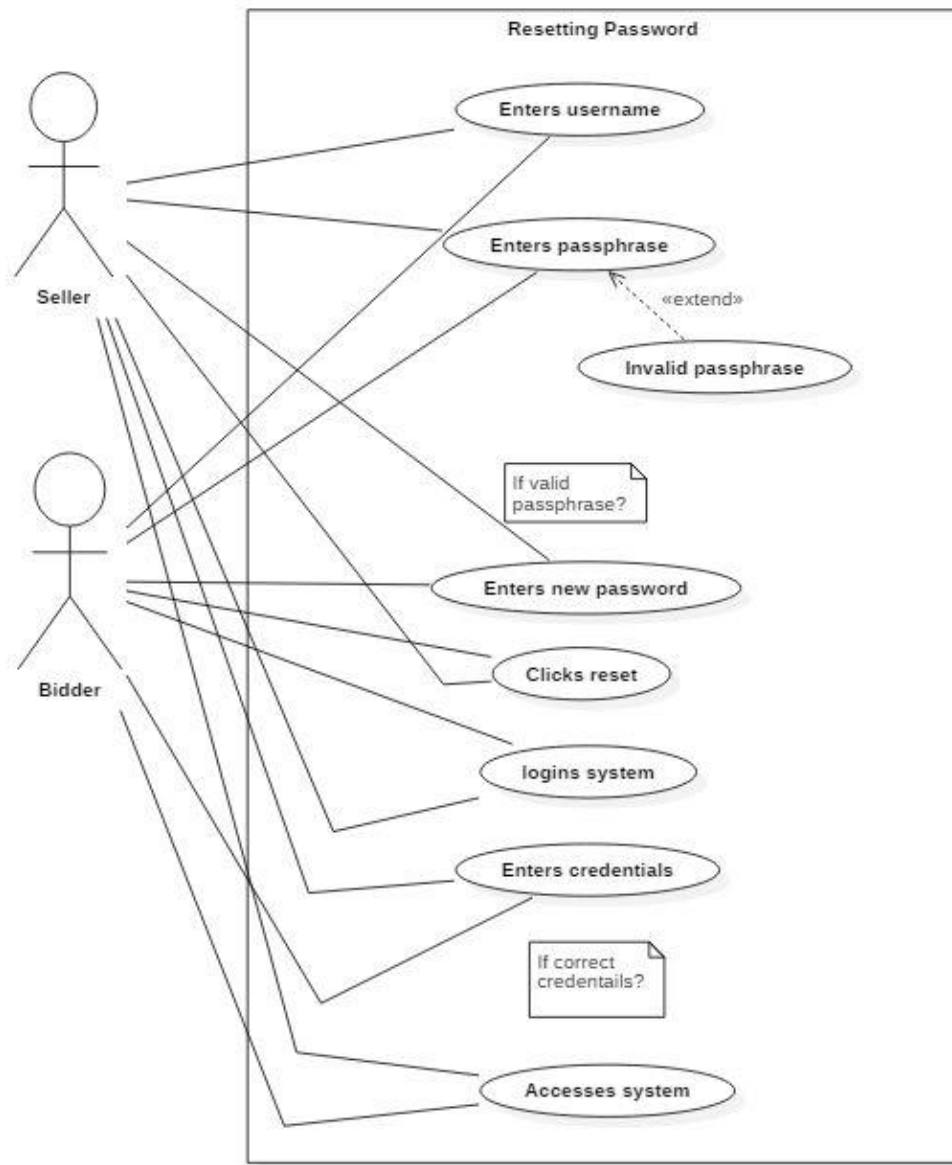 Resetting Password
Enters username
Enters passphrase
Seller
«extend»
Invalid passphrase
If valid
passphrase?
Enters new password
Clicks reset
Bidder
logins system
Enters credentials
If correct
credentails?
Accesses system